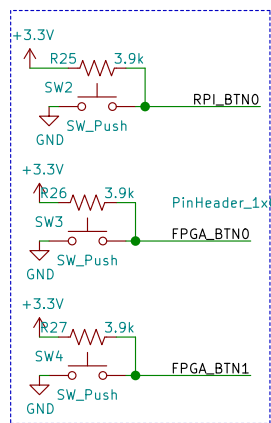 +3.3V
R25 3.9k
SW2
RPI_BTN0
GND SW_Push
+3.3V
R26 3.9k
PinHeader_1x
SW3
FPGA_BTN0
GND SW_Push
+3.3V
R27 3.9k
SW4
FPGA_BTN1
GND SW_Push